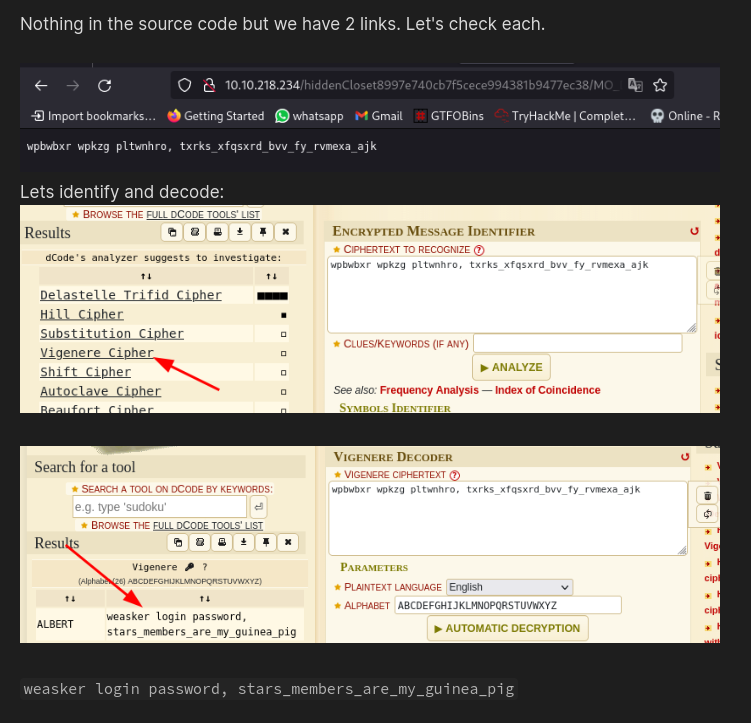 Nothing in the source code but we have 2 links. Let's check each.
10.10.218.234/hiddenCloset8997e740cb7f5cece994381b9477ec38/MO_
Import bookmarks… Getting Started whatsapp Gmail GTFOBins TryHackMe | Complet… Online - R
wpbwbxr wpkzg pltwnhro, txrks_xfqsxrd_bvv_fy_rvmexa_ajk
Lets identify and decode:
★ BROWSE THE FULL DCODE TOOLS' LIST
Results
dCode's analyzer suggests to investigate:
↑↓ ↑↓
Delastelle Trifid Cipher
Hill Cipher
Substitution Cipher
Vigenere Cipher
Shift Cipher
Autoclave Cipher
Beaufort Cipher
ENCRYPTED MESSAGE IDENTIFIER
★ CIPHERTEXT TO RECOGNIZE ?
wpbwbxr wpkzg pltwnhro, txrks_xfqsxrd_bvv_fy_rvmexa_ajk
★ CLUES/KEYWORDS (IF ANY)
▶ ANALYZE
See also: Frequency Analysis — Index of Coincidence
SYMBOLS IDENTIFIER
Search for a tool
★ SEARCH A TOOL ON DCODE BY KEYWORDS:
e.g. type 'sudoku'
★ BROWSE THE FULL DCODE TOOLS' LIST
Results
Vigenere ?
(Alphabet (26) ABCDEFGHIJKLMNOPQRSTUVWXYZ)
↑↓ ↑↓
ALBERT weasker login password,
stars_members_are_my_guinea_pig
VIGENERE DECODER
★ VIGENERE CIPHERTEXT ?
wpbwbxr wpkzg pltwnhro, txrks_xfqsxrd_bvv_fy_rvmexa_ajk
PARAMETERS
★ PLAINTEXT LANGUAGE English
★ ALPHABET ABCDEFGHIJKLMNOPQRSTUVWXYZ
▶ AUTOMATIC DECRYPTION
weasker login password, stars_members_are_my_guinea_pig